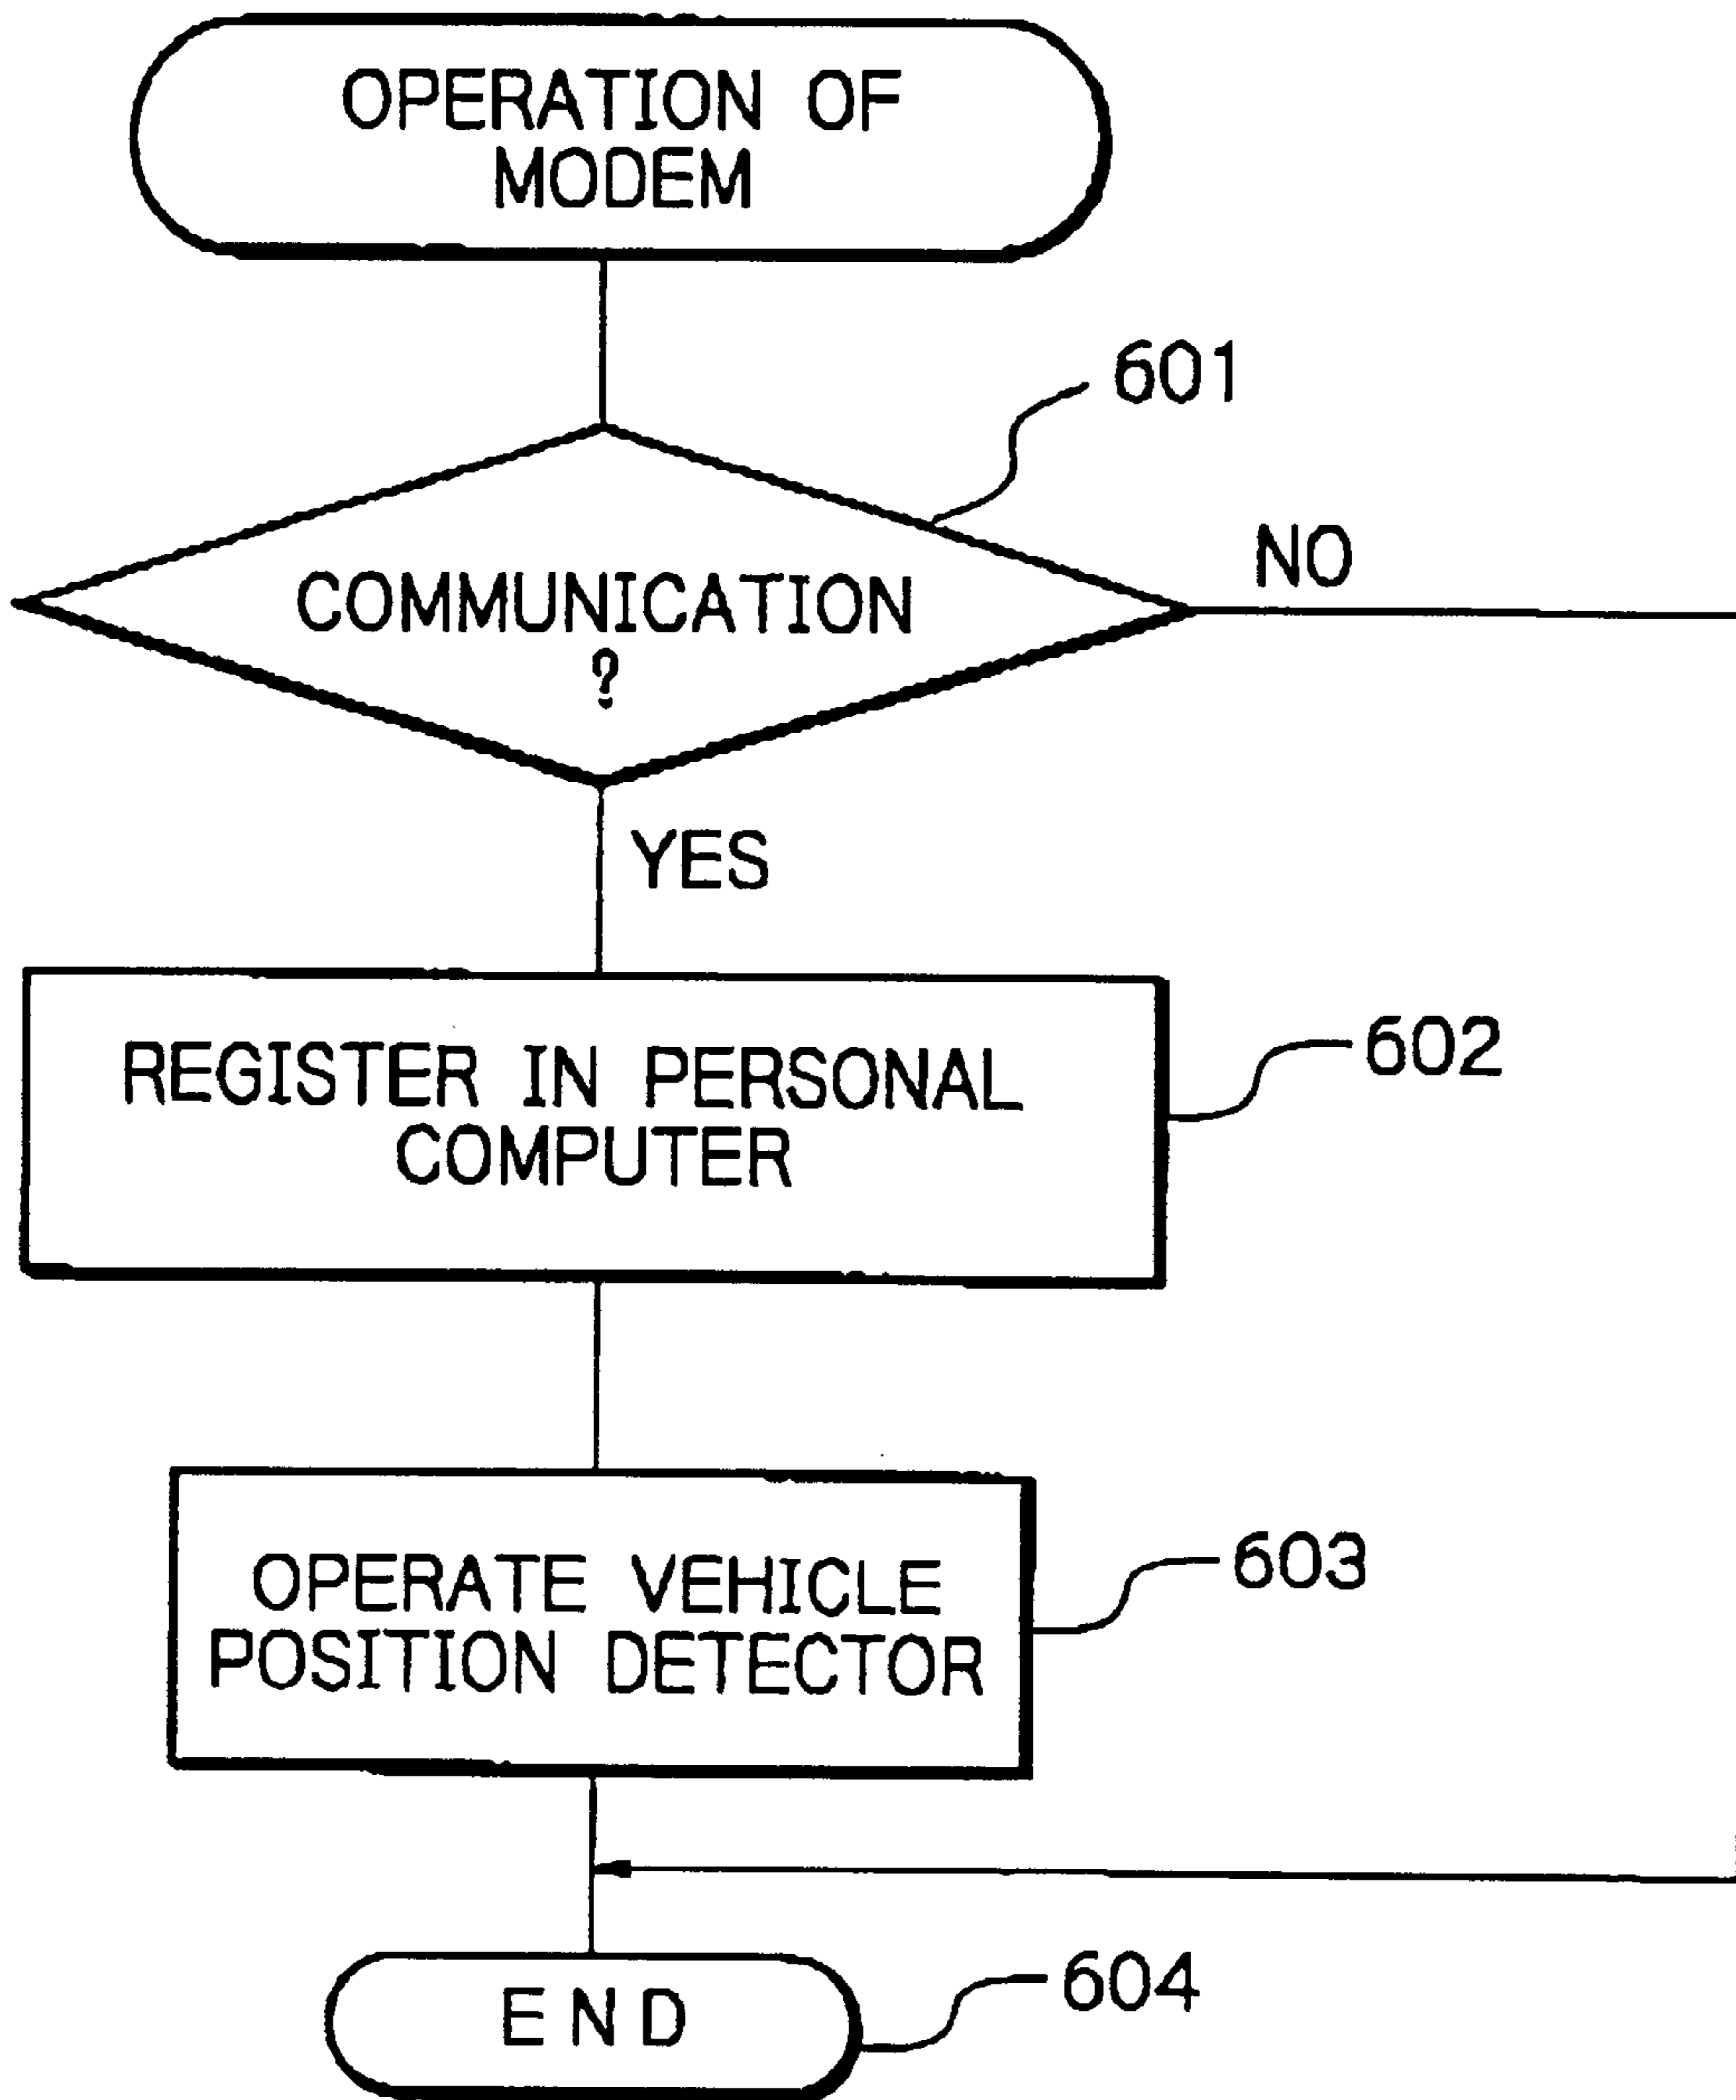 OPERATION OF
MODEM
601
COMMUNICATION
?
NO
YES
REGISTER IN PERSONAL
COMPUTER
602
OPERATE VEHICLE
POSITION DETECTOR
603
END
604